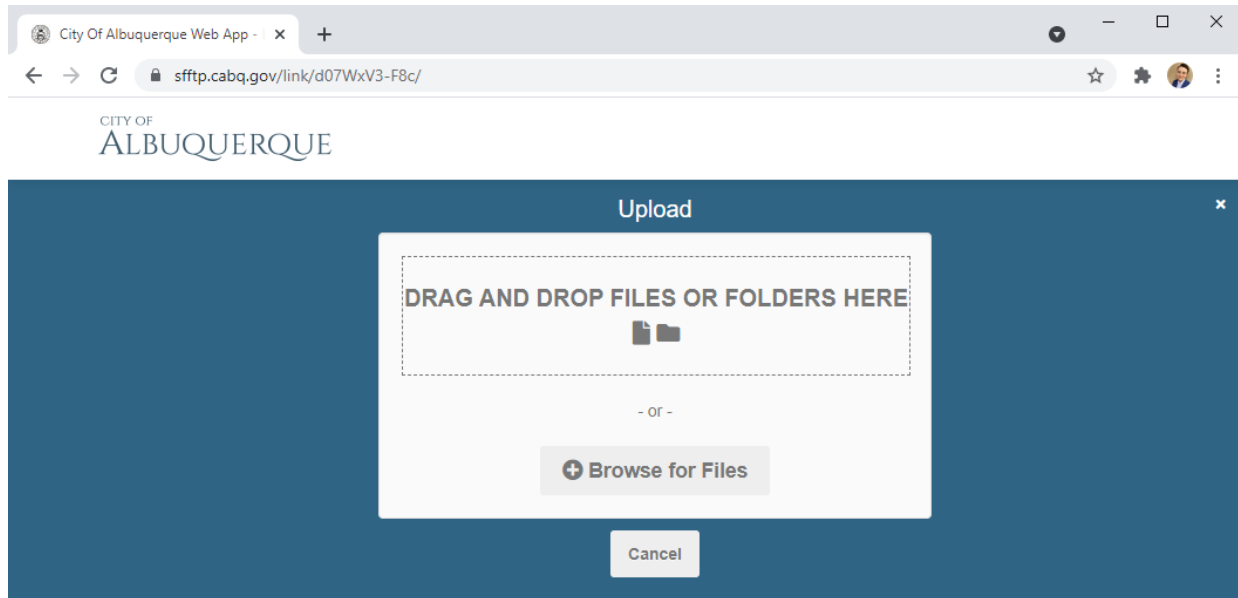 City Of Albuquerque Web App -
sfftp.cabq.gov/link/d07WxV3-F8c/
CITY OF
ALBUQUERQUE
Upload
DRAG AND DROP FILES OR FOLDERS HERE
- or -
Browse for Files
Cancel